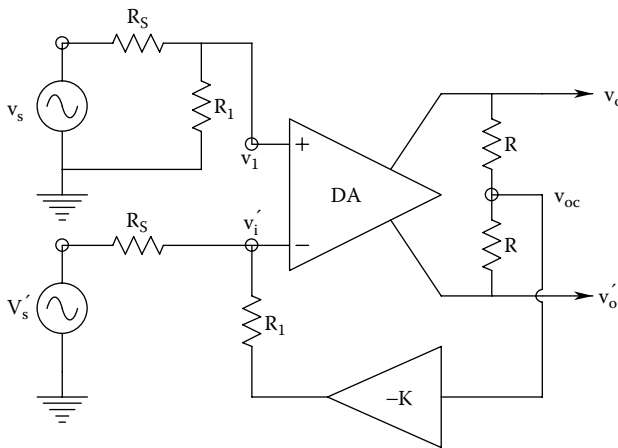 R_S
v_s
R_1
v_1
+
DA
R
v_o
v_oc
R
v_o´
R_S
v_i´
−
V_s´
R_1
−K